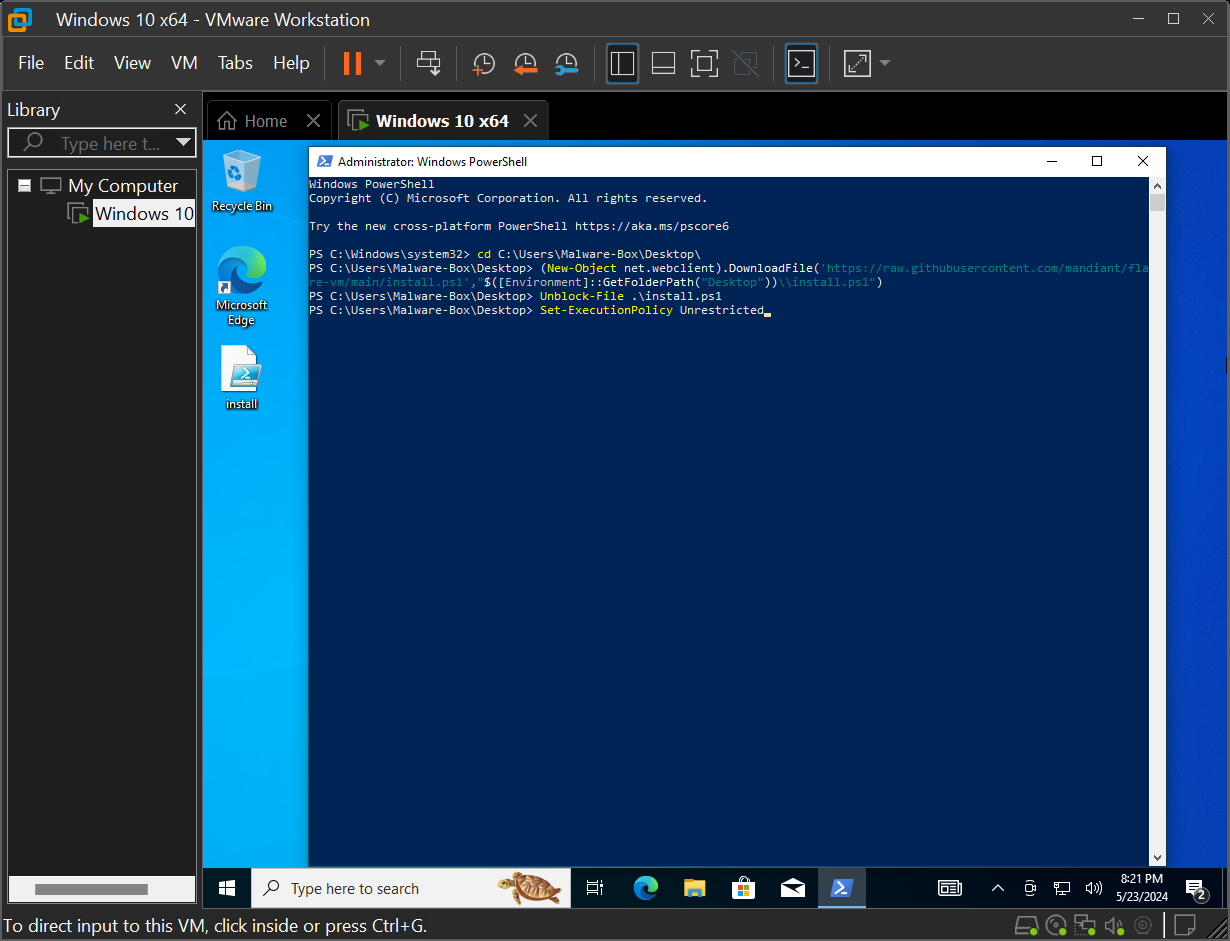 Windows 10 x64 - VMware Workstation
File Edit View VM Tabs Help
Library
Home
Windows 10 x64
Type here t...
My Computer
Windows 10
Recycle Bin
Microsoft
Edge
install
Administrator: Windows PowerShell
Windows PowerShell
Copyright (C) Microsoft Corporation. All rights reserved.
Try the new cross-platform PowerShell https://aka.ms/pscore6
PS C:\Windows\system32> cd C:\Users\Malware-Box\Desktop\
PS C:\Users\Malware-Box\Desktop> (New-Object net.webclient).DownloadFile('https://raw.githubusercontent.com/mandiant/fla
re-vm/main/install.ps1',"$([Environment]::GetFolderPath("Desktop"))\\install.ps1")
PS C:\Users\Malware-Box\Desktop> Unblock-File .\install.ps1
PS C:\Users\Malware-Box\Desktop> Set-ExecutionPolicy Unrestricted
Type here to search
8:21 PM
5/23/2024
2
To direct input to this VM, click inside or press Ctrl+G.